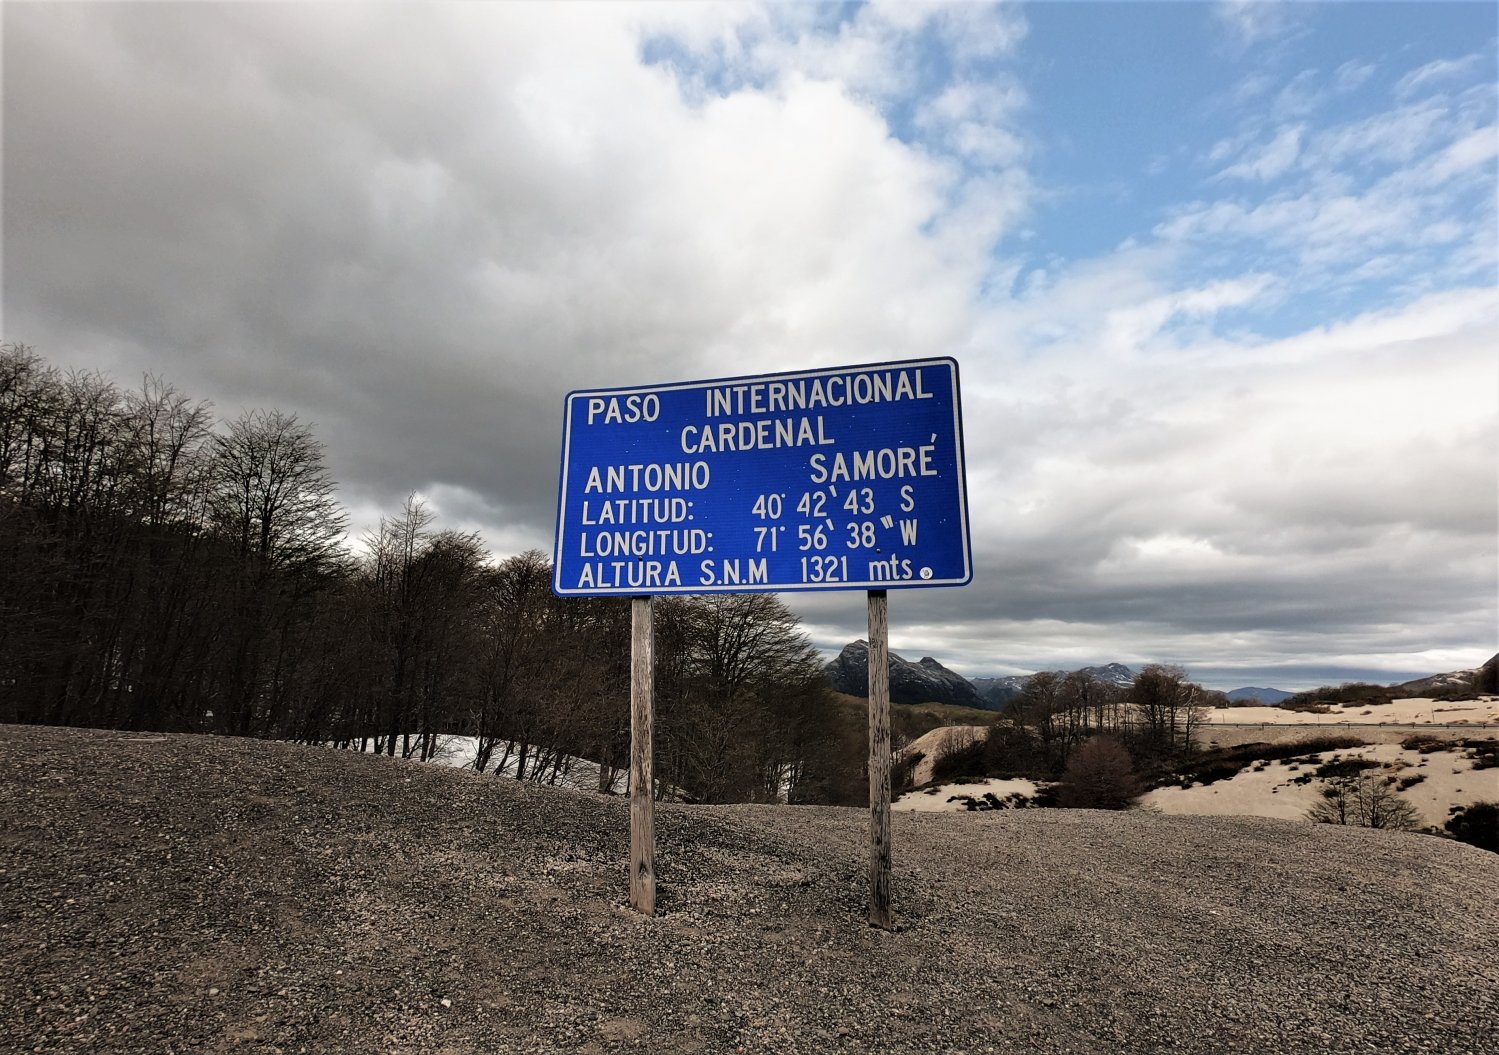 PASO INTERNACIONAL
CARDENAL
ANTONIO SAMORÉ
LATITUD: 40° 42' 43 S
LONGITUD: 71° 56' 38" W
ALTURA S.N.M 1321 mts.